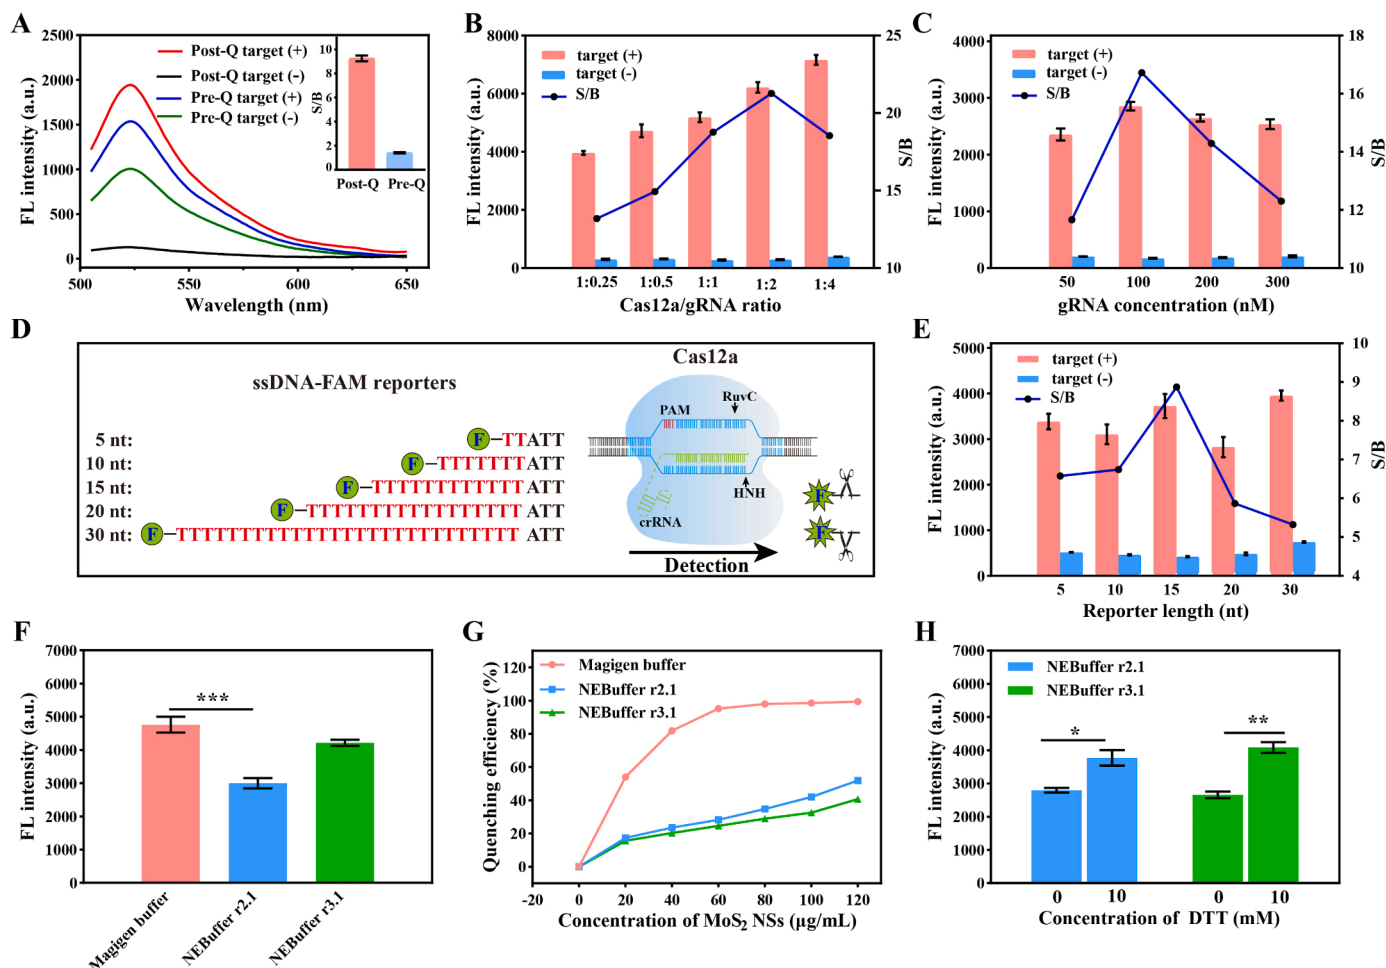 A
FL intensity (a.u.)
2500
2000
1500
1000
500
0
500
550
600
650
Wavelength (nm)
Post-Q target (+)
Post-Q target (-)
Pre-Q target (+)
Pre-Q target (-)
S/B
10
8
6
4
2
0
Post-Q Pre-Q
B
FL intensity (a.u.)
8000
6000
4000
2000
0
target (+)
target (-)
S/B
25
20
15
10
S/B
1:0.25 1:0.5 1:1 1:2 1:4
Cas12a/gRNA ratio
C
FL intensity (a.u.)
4000
3000
2000
1000
0
target (+)
target (-)
S/B
18
16
14
12
10
S/B
50 100 200 300
gRNA concentration (nM)
D
ssDNA-FAM reporters
5 nt: F TTATT
10 nt: F TTTTTTTATT
15 nt: F TTTTTTTTTTTTATT
20 nt: F TTTTTTTTTTTTTTTTTATT
30 nt: F TTTTTTTTTTTTTTTTTTTTTTTTTTT ATT
Cas12a
PAM
RuvC
HNH
crRNA
F
F
Detection
E
FL intensity (a.u.)
5000
4000
3000
2000
1000
0
target (+)
target (-)
S/B
10
9
8
7
6
5
4
S/B
5 10 15 20 30
Reporter length (nt)
F
FL intensity (a.u.)
7000
6000
5000
4000
3000
2000
1000
0
***
Magigen buffer
NEBuffer r2.1
NEBuffer r3.1
G
Quenching efficiency (%)
120
100
80
60
40
20
0
Magigen buffer
NEBuffer r2.1
NEBuffer r3.1
-20 0 20 40 60 80 100 120
Concentration of MoS2 NSs (μg/mL)
H
FL intensity (a.u.)
7000
6000
5000
4000
3000
2000
1000
0
NEBuffer r2.1
NEBuffer r3.1
*
**
0 10 0 10
Concentration of DTT (mM)